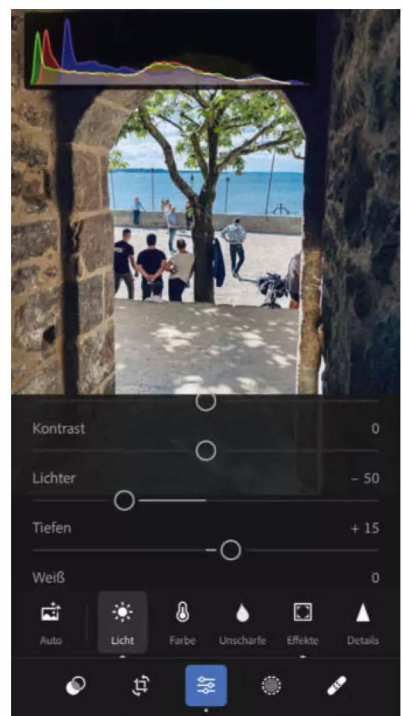 Kontrast 0
Lichter − 50
Tiefen + 15
Weiß 0
Auto Licht Farbe Unschärfe Effekte Details